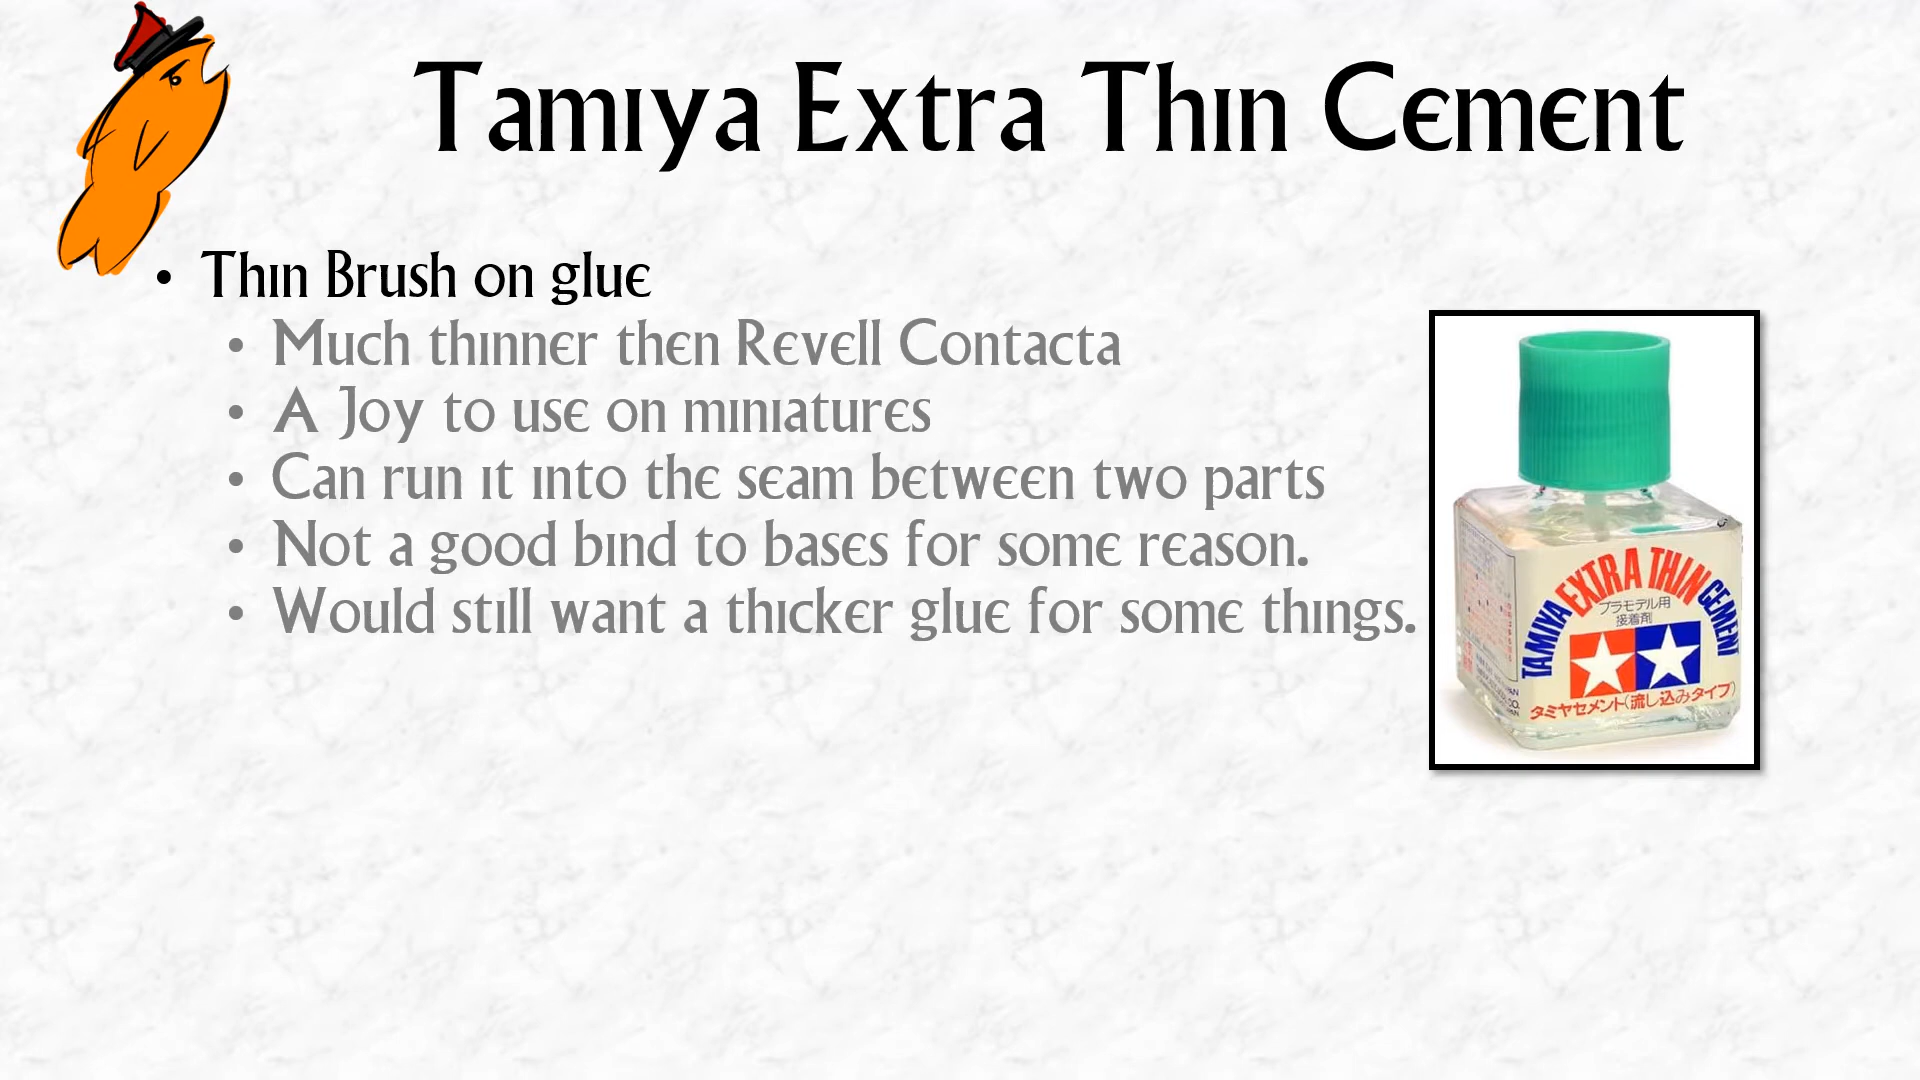 Tamiya Extra Thin Cement
• Thin Brush on glue
• Much thinner then Revell Contacta
• A Joy to use on miniatures
• Can run it into the seam between two parts
• Not a good bind to bases for some reason.
• Would still want a thicker glue for some things.
TAMIYA EXTRA THIN CEMENT
プラモデル用
接着剤
タミヤセメント(流し込みタイプ)